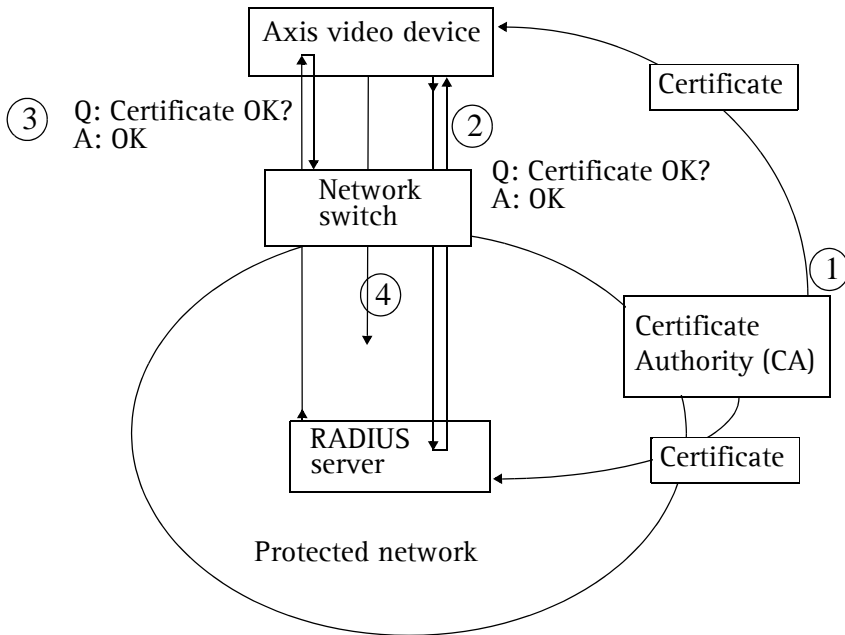 Axis video device
Certificate
3
Q: Certificate OK?
A: OK
2
Network
switch
Q: Certificate OK?
A: OK
1
4
Certificate
Authority (CA)
RADIUS
server
Certificate
Protected network